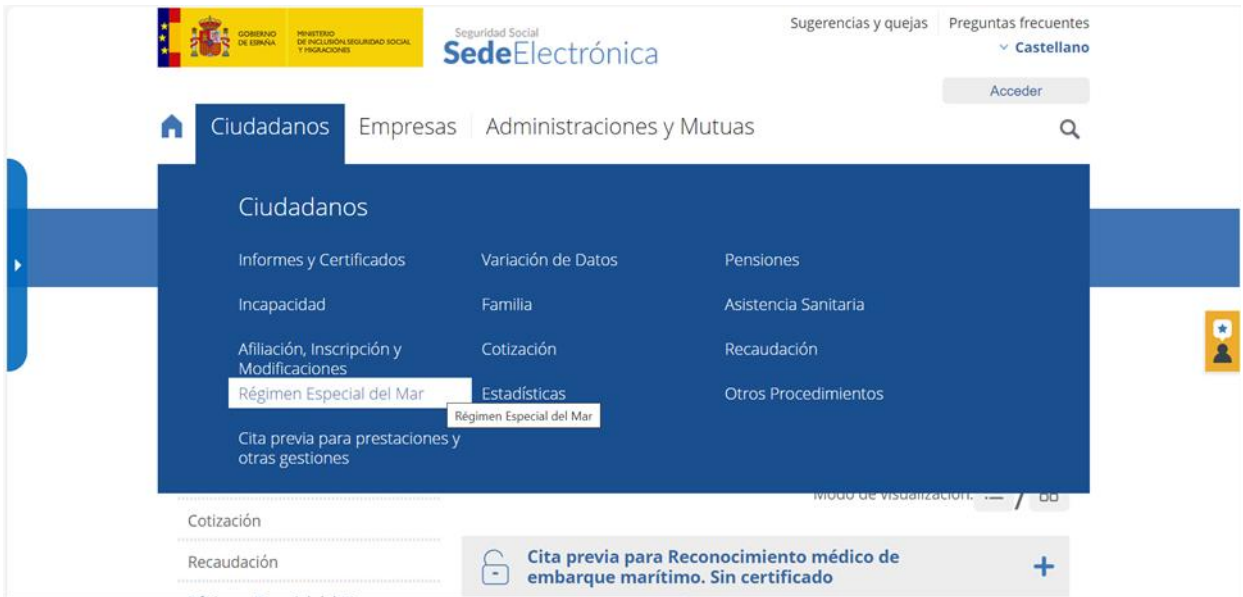 GOBIERNO
DE ESPAÑA
MINISTERIO
DE INCLUSIÓN, SEGURIDAD SOCIAL
Y MIGRACIONES
Seguridad Social
SedeElectrónica
Sugerencias y quejas
Preguntas frecuentes
Castellano
Acceder
Ciudadanos
Empresas
Administraciones y Mutuas
Ciudadanos
Informes y Certificados
Variación de Datos
Pensiones
Incapacidad
Familia
Asistencia Sanitaria
Afiliación, Inscripción y
Modificaciones
Cotización
Recaudación
Régimen Especial del Mar
Estadísticas
Otros Procedimientos
Régimen Especial del Mar
Cita previa para prestaciones y
otras gestiones
Modo de visualización:
/
Cotización
Recaudación
Cita previa para Reconocimiento médico de
embarque marítimo. Sin certificado
+